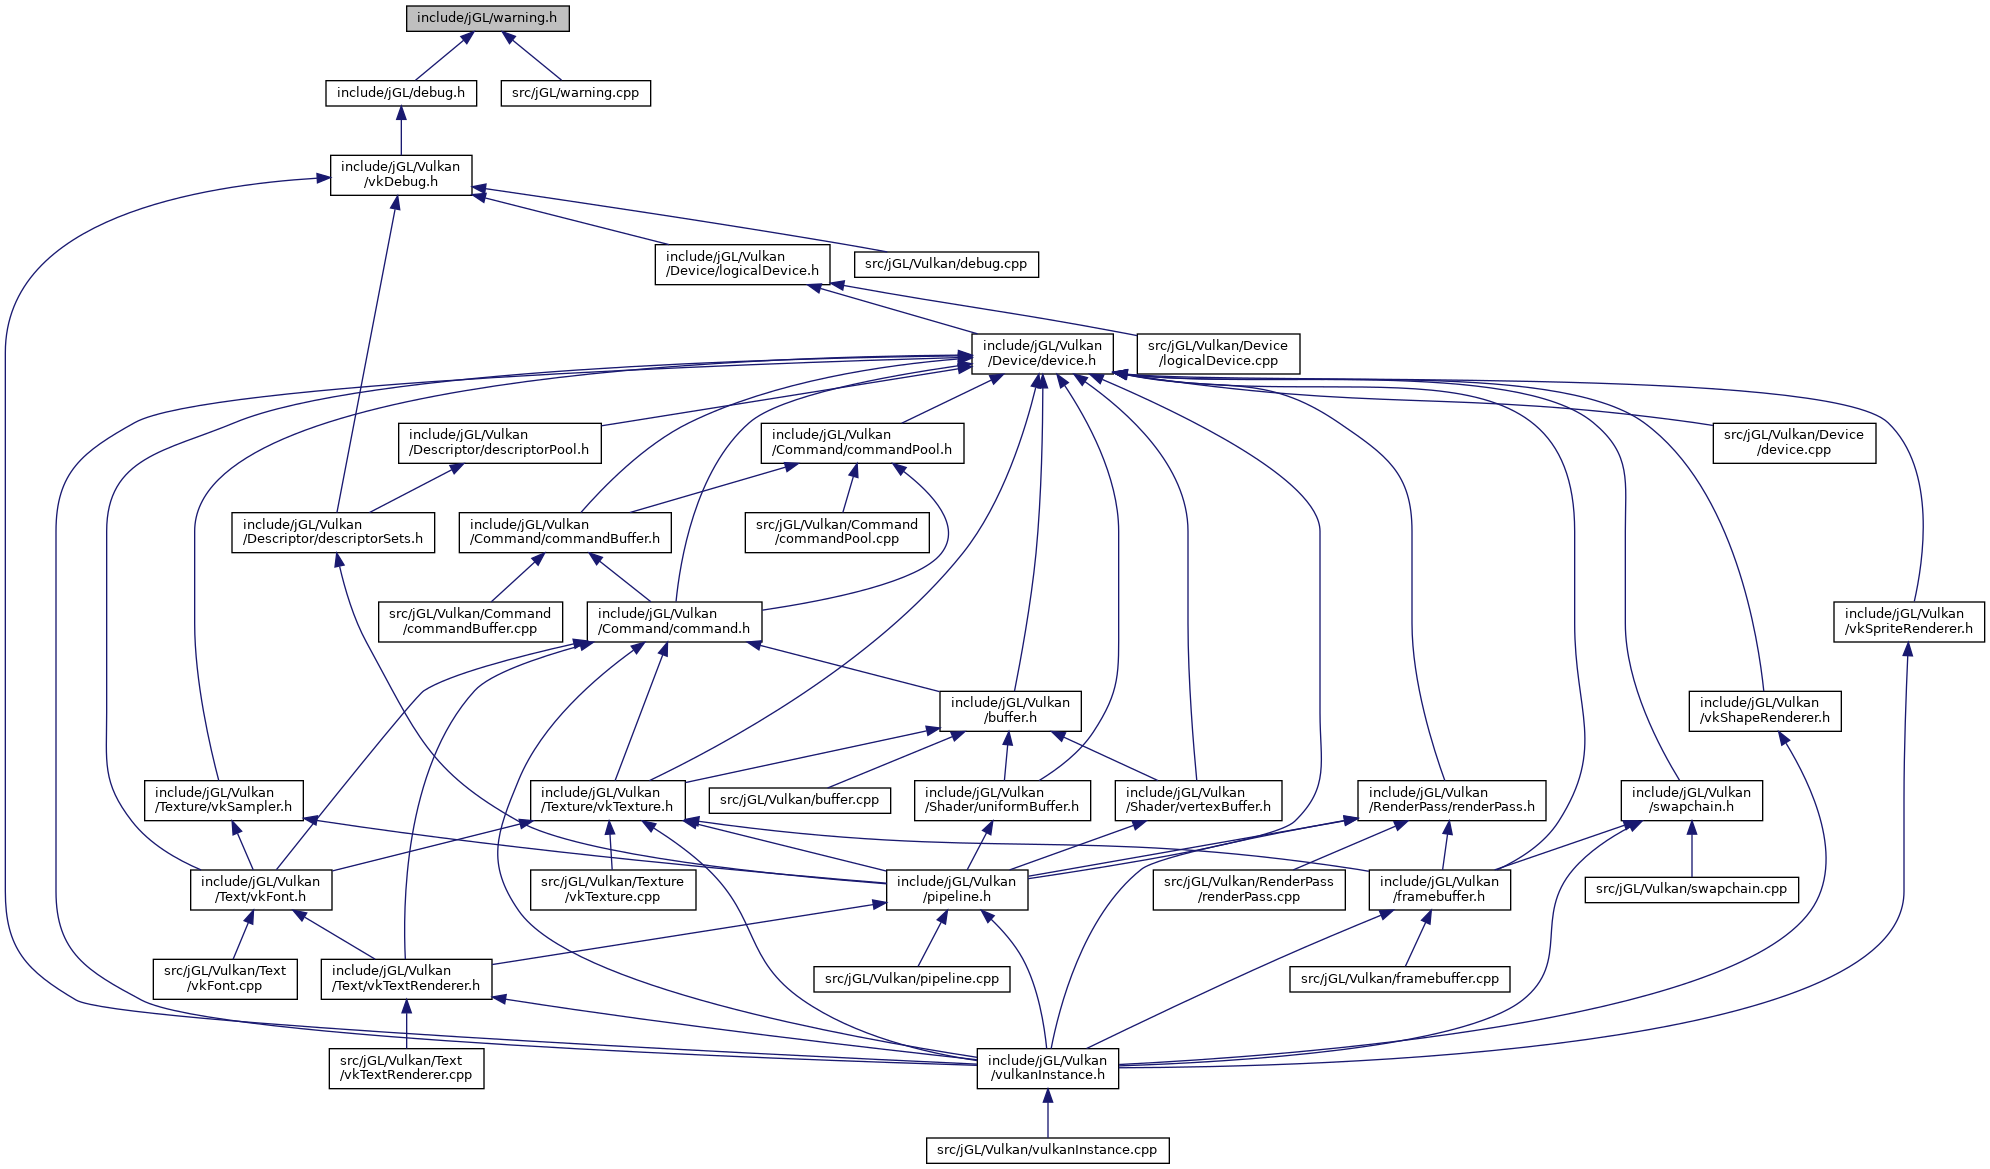 include/jGL/warning.h
include/jGL/debug.h
src/jGL/warning.cpp
include/jGL/Vulkan
/vkDebug.h
include/jGL/Vulkan
/Device/logicalDevice.h
src/jGL/Vulkan/debug.cpp
include/jGL/Vulkan
/Device/device.h
src/jGL/Vulkan/Device
/logicalDevice.cpp
include/jGL/Vulkan
/Descriptor/descriptorPool.h
include/jGL/Vulkan
/Command/commandPool.h
src/jGL/Vulkan/Device
/device.cpp
include/jGL/Vulkan
/Descriptor/descriptorSets.h
include/jGL/Vulkan
/Command/commandBuffer.h
src/jGL/Vulkan/Command
/commandPool.cpp
src/jGL/Vulkan/Command
/commandBuffer.cpp
include/jGL/Vulkan
/Command/command.h
include/jGL/Vulkan
/vkSpriteRenderer.h
include/jGL/Vulkan
/buffer.h
include/jGL/Vulkan
/vkShapeRenderer.h
include/jGL/Vulkan
/Texture/vkSampler.h
include/jGL/Vulkan
/Texture/vkTexture.h
src/jGL/Vulkan/buffer.cpp
include/jGL/Vulkan
/Shader/uniformBuffer.h
include/jGL/Vulkan
/Shader/vertexBuffer.h
include/jGL/Vulkan
/RenderPass/renderPass.h
include/jGL/Vulkan
/swapchain.h
include/jGL/Vulkan
/Text/vkFont.h
src/jGL/Vulkan/Texture
/vkTexture.cpp
include/jGL/Vulkan
/pipeline.h
src/jGL/Vulkan/RenderPass
/renderPass.cpp
include/jGL/Vulkan
/framebuffer.h
src/jGL/Vulkan/swapchain.cpp
src/jGL/Vulkan/Text
/vkFont.cpp
include/jGL/Vulkan
/Text/vkTextRenderer.h
src/jGL/Vulkan/pipeline.cpp
src/jGL/Vulkan/framebuffer.cpp
src/jGL/Vulkan/Text
/vkTextRenderer.cpp
include/jGL/Vulkan
/vulkanInstance.h
src/jGL/Vulkan/vulkanInstance.cpp